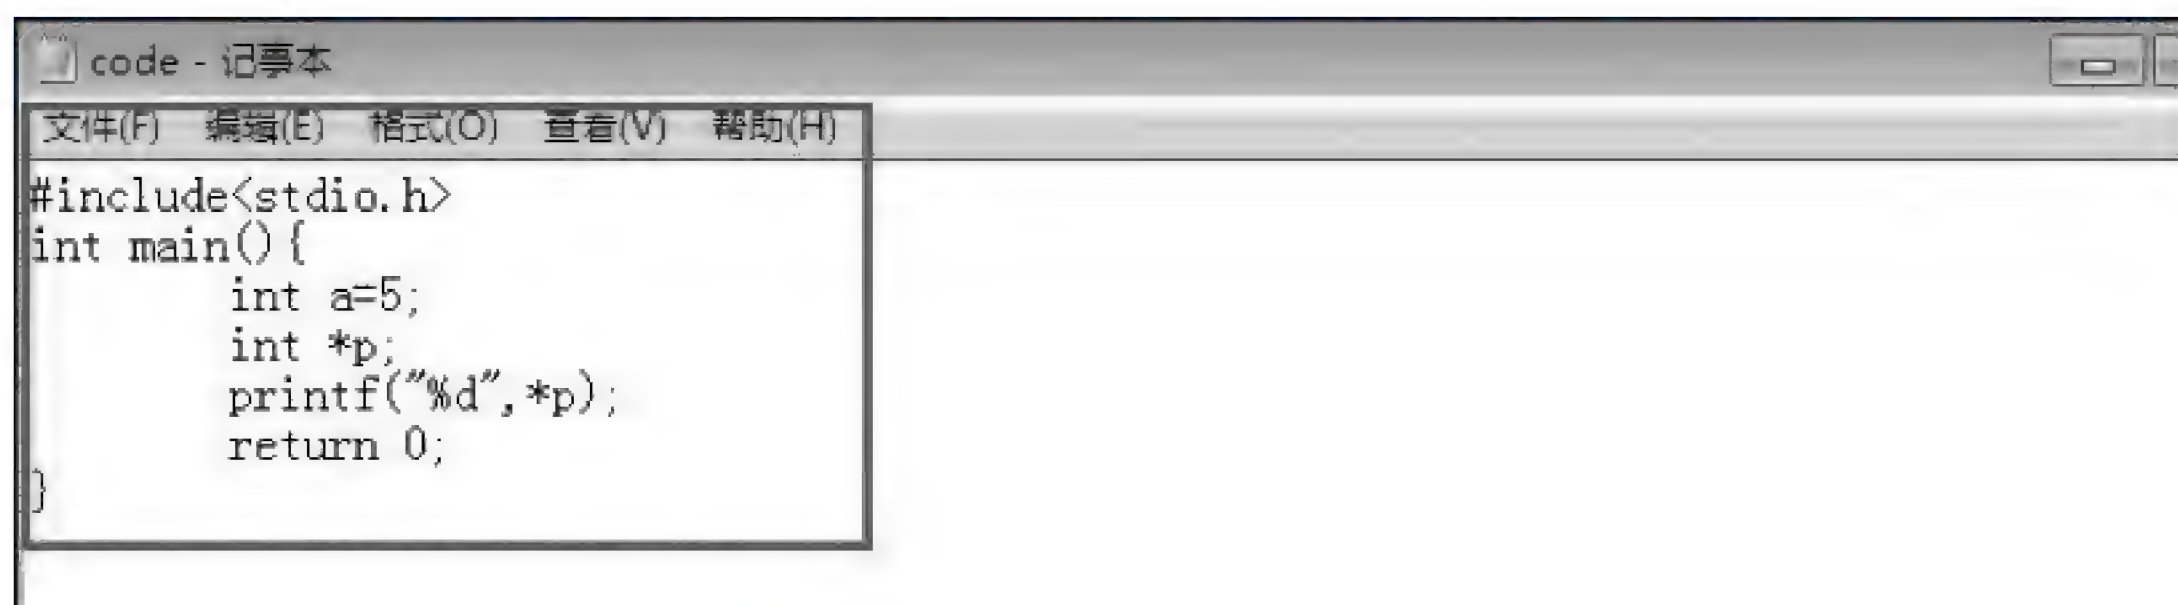 code - 记事本
文件(F) 编辑(E) 格式(O) 查看(V) 帮助(H)
#include<stdio.h>
int main(){
        int a=5;
        int *p;
        printf("%d",*p);
        return 0;
}